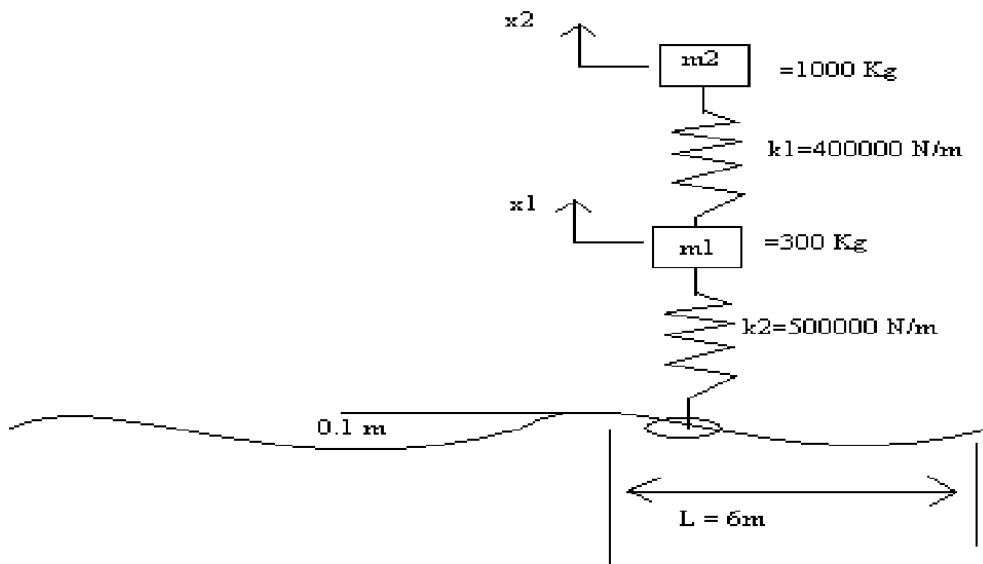 x2
m2
=1000 Kg
k1=400000 N/m
x1
m1
=300 Kg
k2=500000 N/m
0.1 m
L = 6m